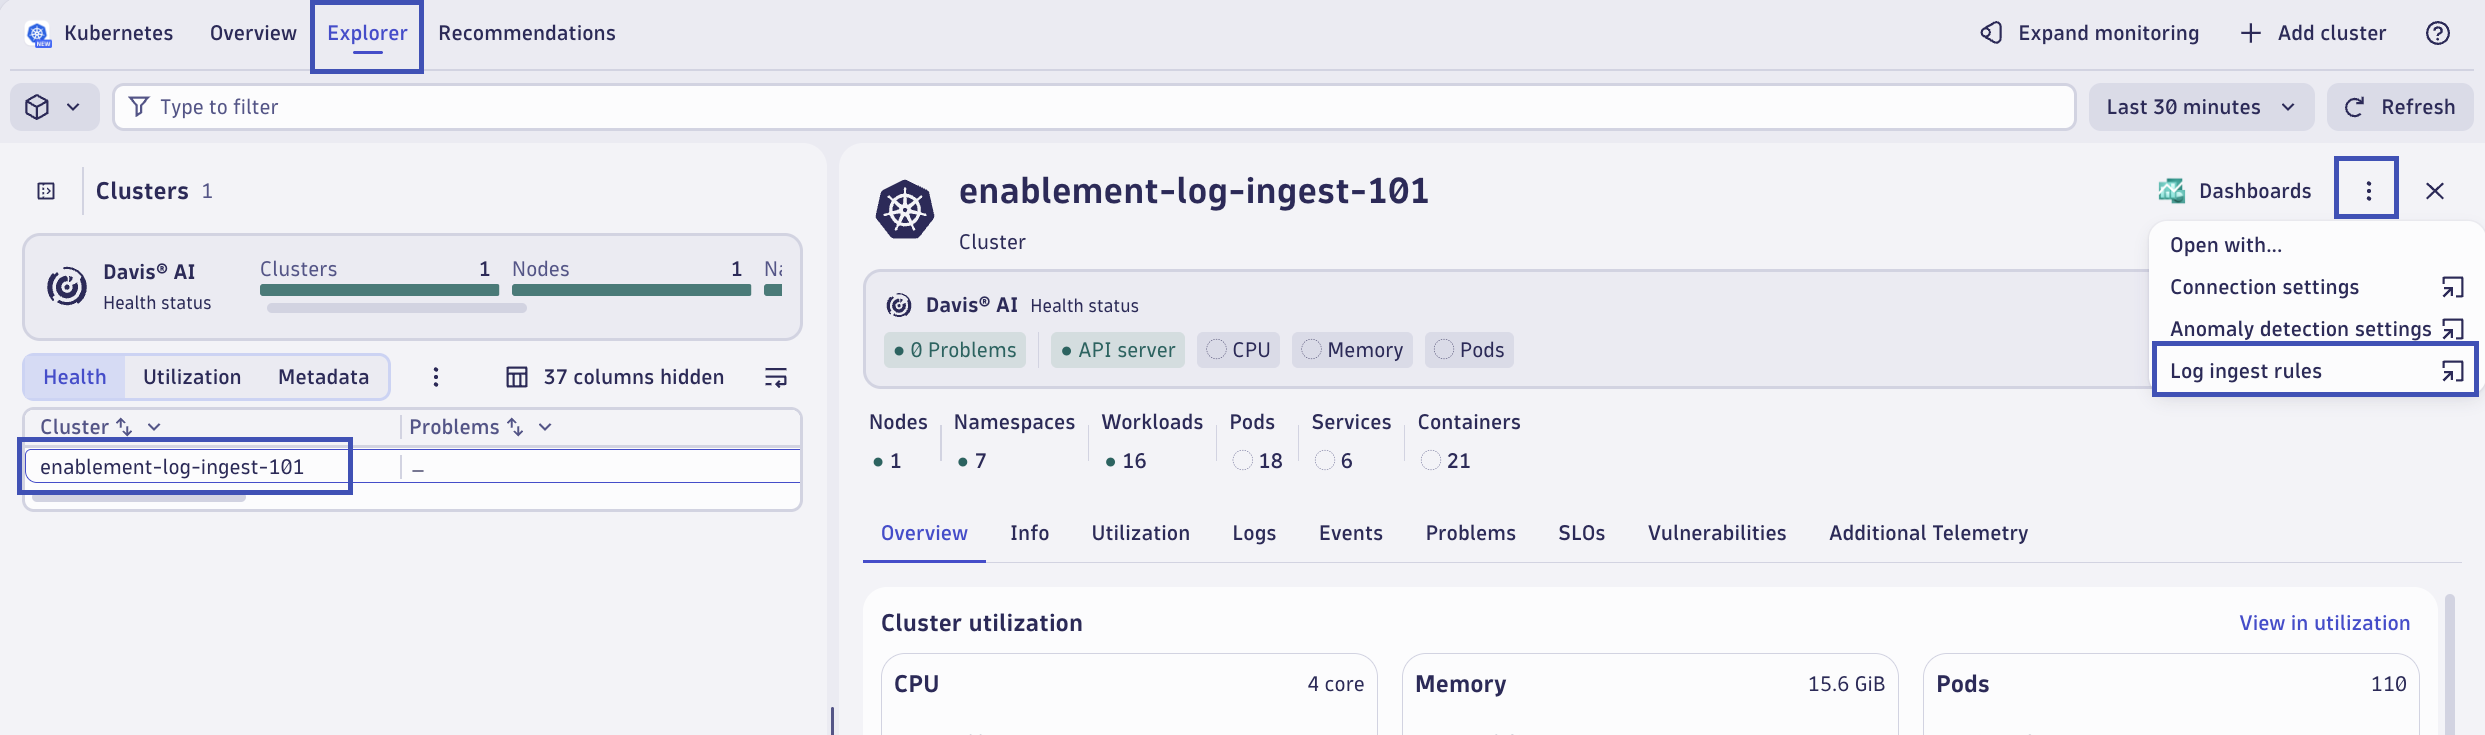 Kubernetes Overview Explorer Recommendations Expand monitoring Add cluster
NEW
Type to filter Last 30 minutes Refresh
Clusters 1
Davis® AI
Health status
Clusters 1 Nodes 1
Health Utilization Metadata 37 columns hidden
Cluster Problems
enablement-log-ingest-101 –
enablement-log-ingest-101
Cluster
Dashboards
Open with...
Connection settings
Anomaly detection settings
Log ingest rules
Davis® AI Health status
0 Problems API server CPU Memory Pods
Nodes Namespaces Workloads Pods Services Containers
1 7 16 18 6 21
Overview Info Utilization Logs Events Problems SLOs Vulnerabilities Additional Telemetry
Cluster utilization View in utilization
CPU 4 core Memory 15.6 GiB Pods 110